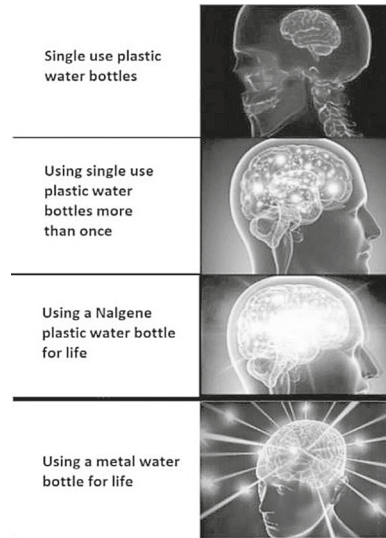 Single use plastic
water bottles
Using single use
plastic water
bottles more
than once
Using a Nalgene
plastic water bottle
for life
Using a metal water
bottle for life